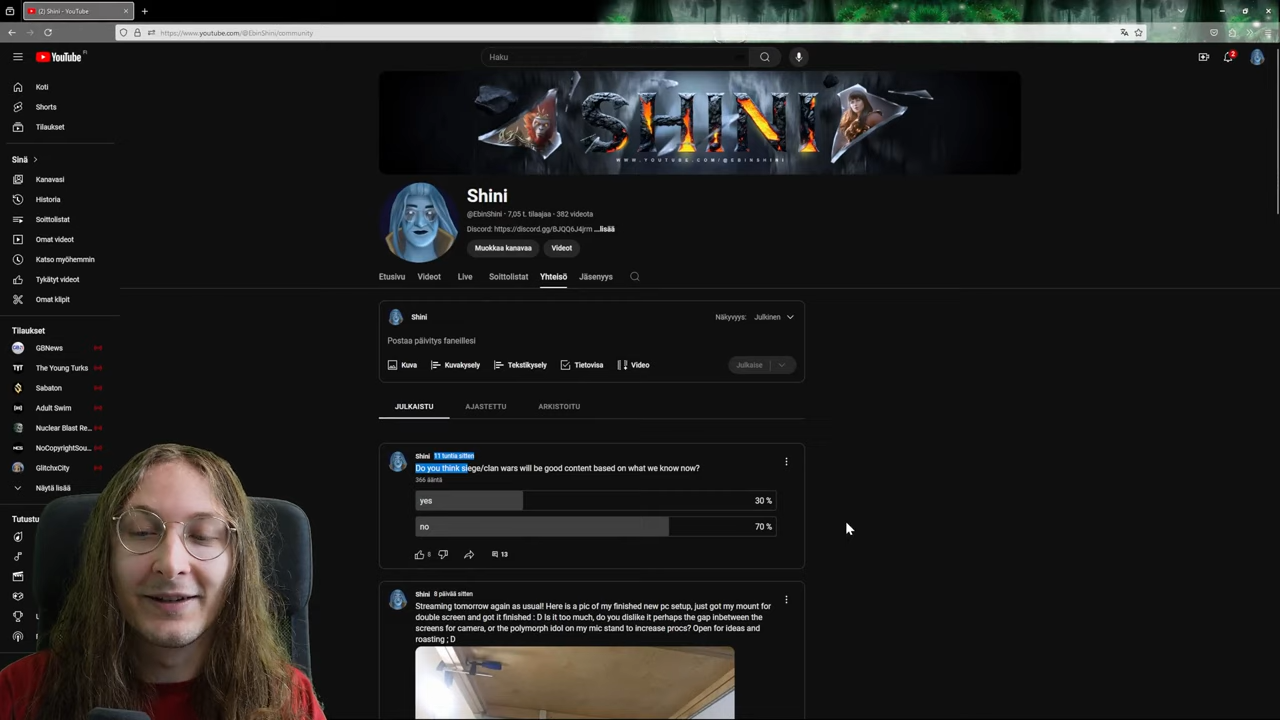 (2) Shini - YouTube
https://www.youtube.com/@EbinShini/community
YouTube FI
Haku
2
Koti
Shorts
Tilaukset
Sinä
Kanavasi
Historia
Soittolistat
Omat videot
Katso myöhemmin
Tykätyt videot
Omat klipit
Tilaukset
GBNews
The Young Turks
Sabaton
Adult Swim
Nuclear Blast Re...
NoCopyrightSou...
GlitchxCity
Näytä lisää
Tutustu
SHINI
WWW.YOUTUBE.COM/@EBINSHINI
Shini
@EbinShini · 7,05 t. tilaajaa · 382 videota
Discord: https://discord.gg/BJQQ6J4jrm ...lisää
Muokkaa kanavaa
Videot
Etusivu
Videot
Live
Soittolistat
Yhteisö
Jäsenyys
Shini
Näkyvyys: Julkinen
Postaa päivitys faneillesi
Kuva
Kuvakysely
Tekstikysely
Tietovisa
Video
Julkaise
JULKAISTU
AJASTETTU
ARKISTOITU
Shini 11 tuntia sitten
Do you think siege/clan wars will be good content based on what we know now?
366 ääntä
yes 30 %
no 70 %
8
13
Shini 8 päivää sitten
Streaming tomorrow again as usual! Here is a pic of my finished new pc setup, just got my mount for
double screen and got it finished : D Is it too much, do you dislike it perhaps the gap inbetween the
screens for camera, or the polymorph idol on my mic stand to increase procs? Open for ideas and
roasting ; D